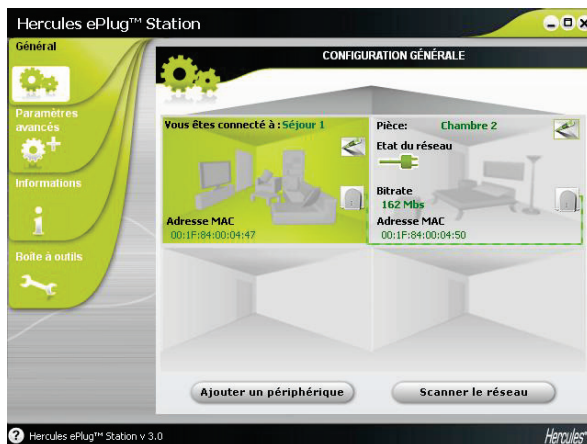 Hercules ePlug™ Station
Général
Paramètres
avancés
Informations
Boîte à outils
CONFIGURATION GÉNÉRALE
Vous êtes connecté à : Séjour 1
Adresse MAC
00:1F:84:00:04:47
Pièce: Chambre 2
Etat du réseau
Bitrate
162 Mbs
Adresse MAC
00:1F:84:00:04:50
Ajouter un périphérique
Scanner le réseau
? Hercules ePlug™ Station v 3.0
Hercules